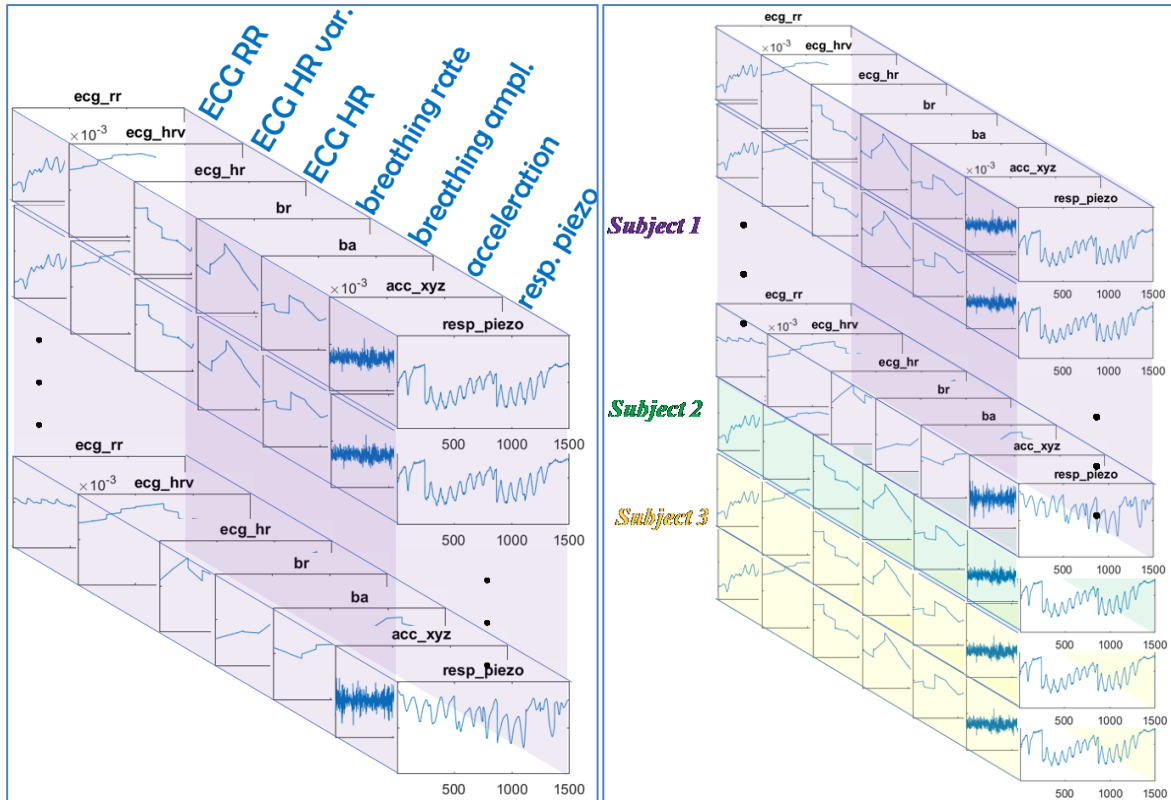 ECG RR
ECG HR var.
ECG HR
breathing rate
breathing ampl.
acceleration
resp. piezo
ecg_rr
×10⁻³
ecg_hrv
ecg_hr
br
ba
×10⁻³
acc_xyz
resp_piezo
500 1000 1500
500 1000 1500
ecg_rr
×10⁻³
ecg_hrv
ecg_hr
br
ba
acc_xyz
resp_piezo
500 1000 1500
ecg_rr
×10⁻³
ecg_hrv
ecg_hr
br
ba
×10⁻³
acc_xyz
resp_piezo
Subject 1
500 1000 1500
500 1000 1500
ecg_rr
×10⁻³
ecg_hrv
ecg_hr
br
ba
acc_xyz
resp_piezo
Subject 2
Subject 3
500 1000 1500
500 1000 1500
500 1000 1500
500 1000 1500